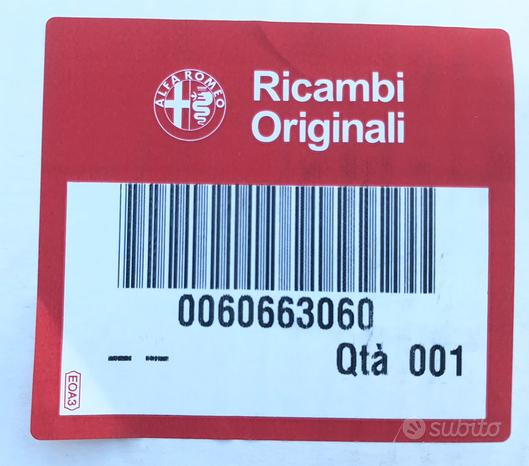 ALFA ROMEO
Ricambi
Originali
0060663060
Qtà 001
EOA3
subito